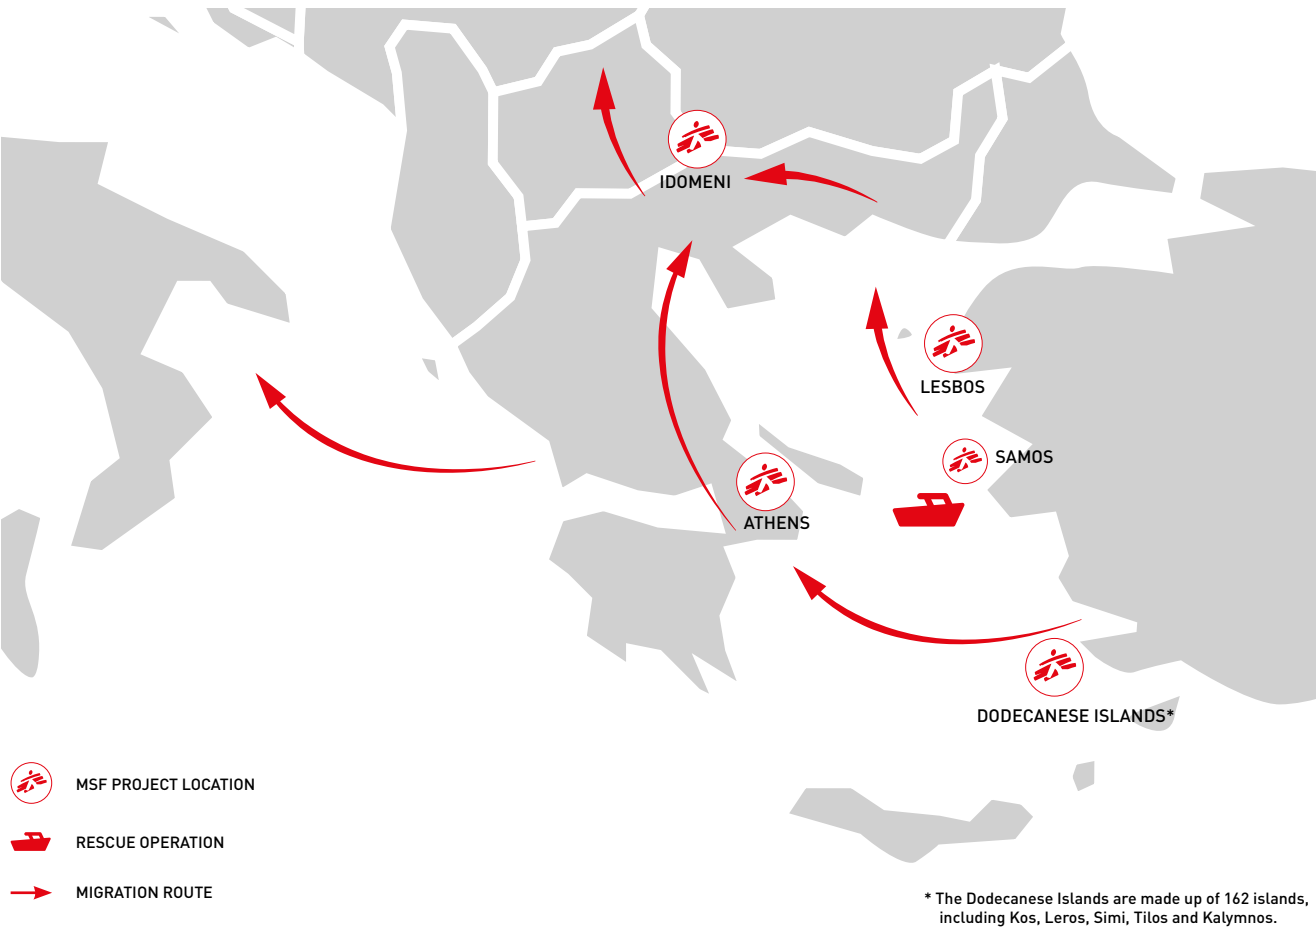 IDOMENI
LESBOS
SAMOS
ATHENS
DODECANESE ISLANDS*
MSF PROJECT LOCATION
RESCUE OPERATION
MIGRATION ROUTE
* The Dodecanese Islands are made up of 162 islands,
including Kos, Leros, Simi, Tilos and Kalymnos.